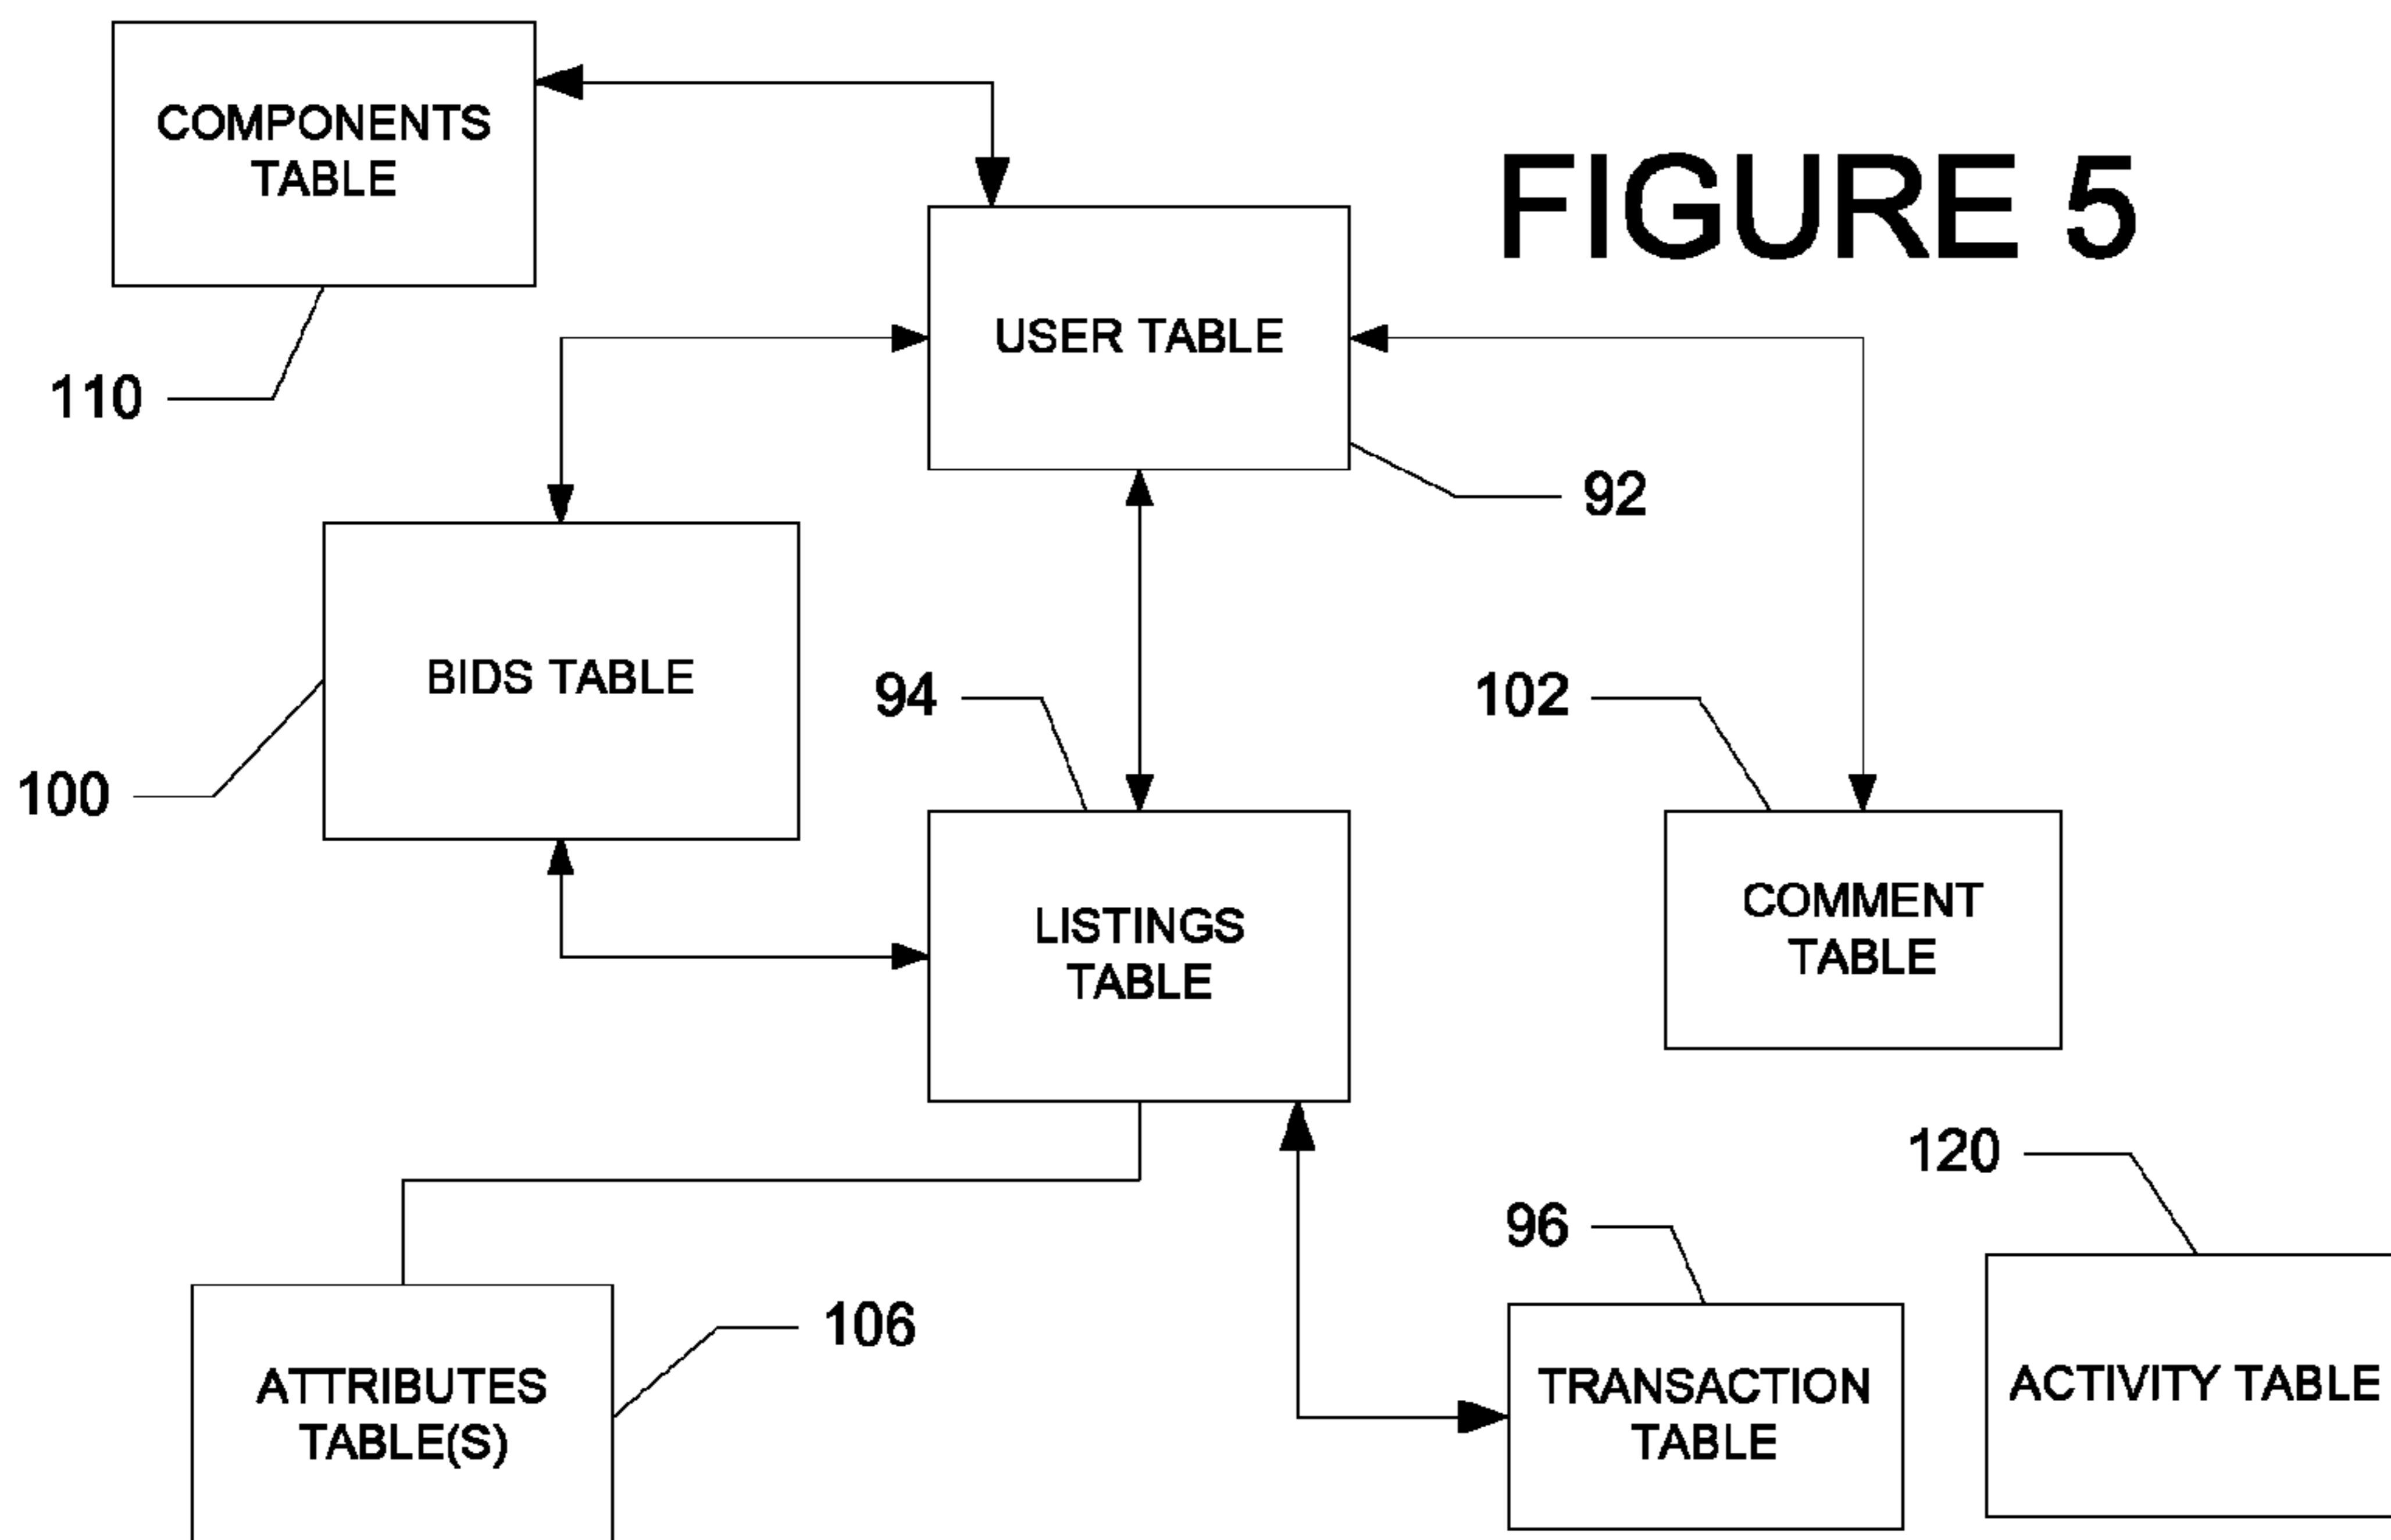 COMPONENTS
TABLE
FIGURE 5
USER TABLE
110
92
BIDS TABLE
94
102
100
LISTINGS
TABLE
COMMENT
TABLE
120
96
106
ATTRIBUTES
TABLE(S)
TRANSACTION
TABLE
ACTIVITY TABLE